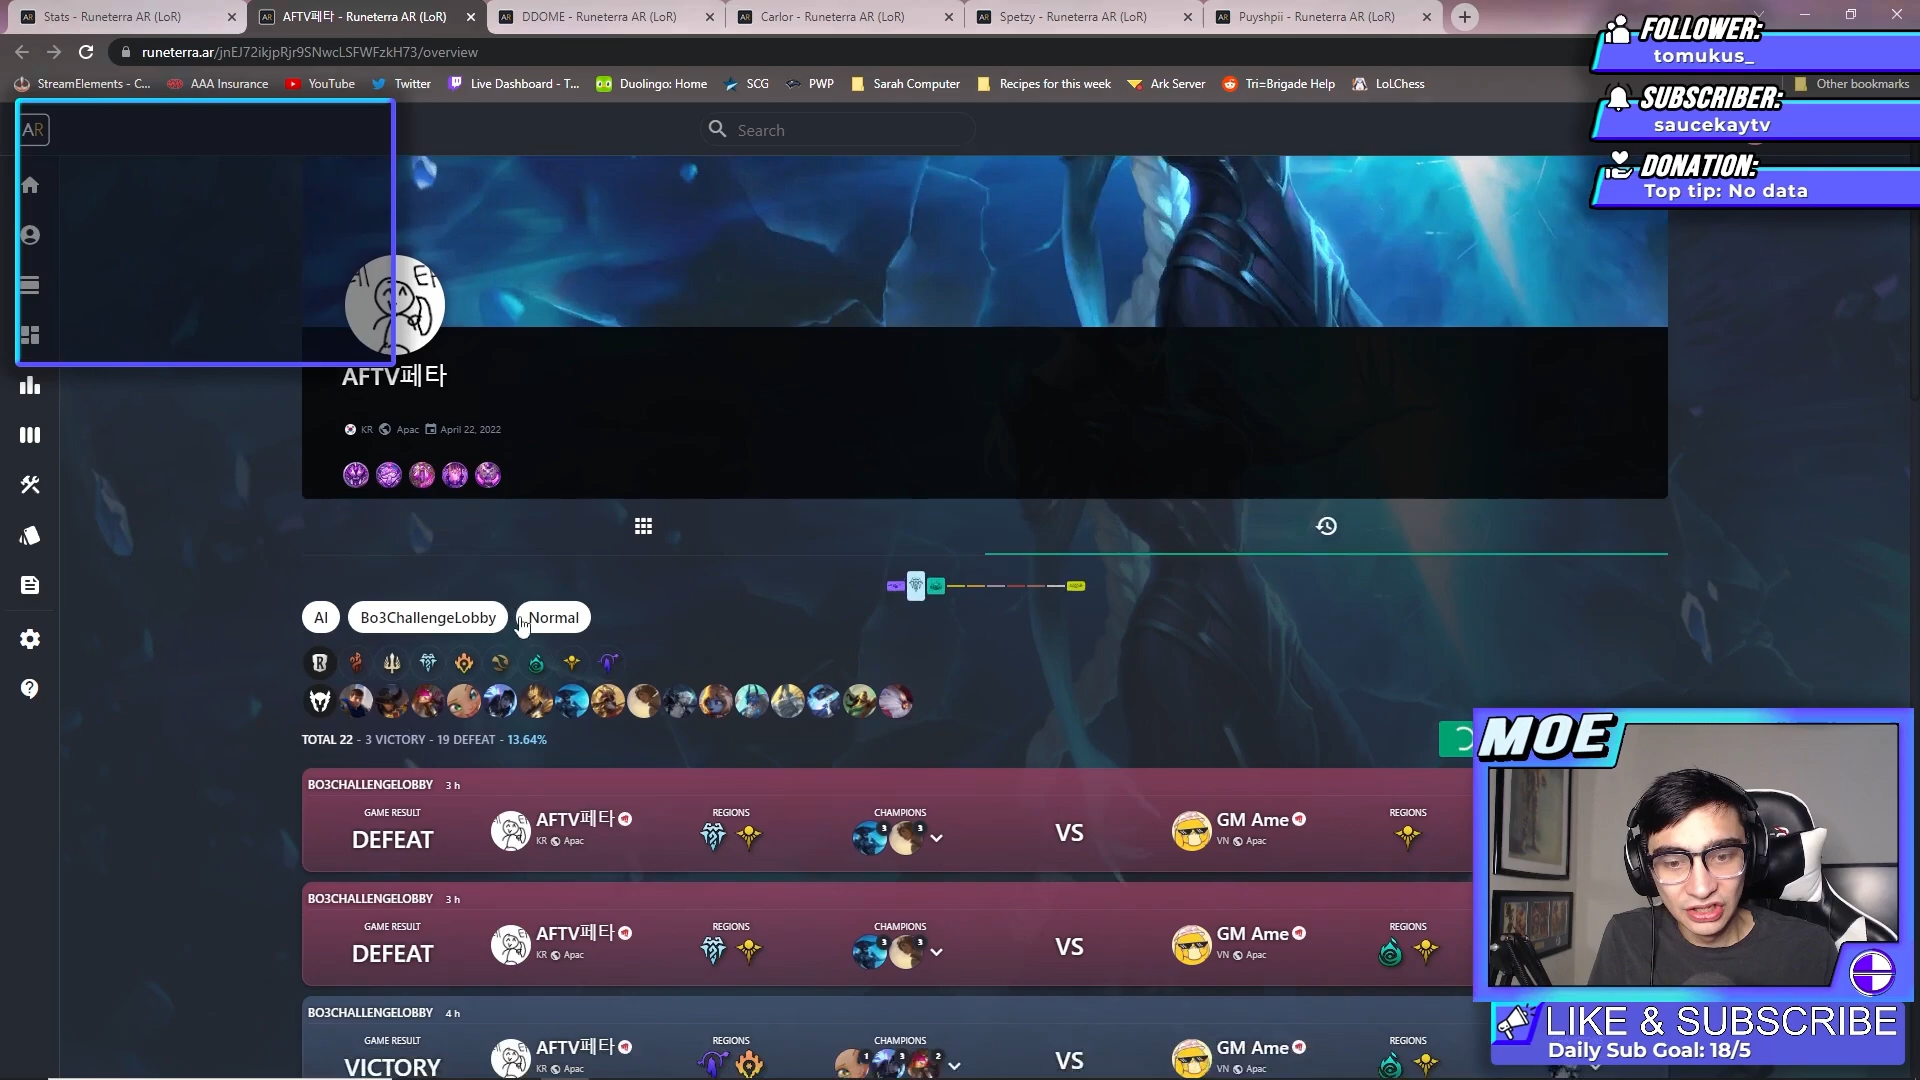 Stats - Runeterra AR (LoR)
AFTV페타 - Runeterra AR (LoR)
DDOME - Runeterra AR (LoR)
Carlor - Runeterra AR (LoR)
Spetzy - Runeterra AR (LoR)
Puyshpii - Runeterra AR (LoR)
runeterra.ar/jnEJ72ikjpRjr9SNwcLSFWFzkH73/overview
StreamElements - C...
AAA Insurance
YouTube
Twitter
Live Dashboard - T...
Duolingo: Home
SCG
PWP
Sarah Computer
Recipes for this week
Ark Server
Tri=Brigade Help
LolChess
Other bookmarks
FOLLOWER:
tomukus_
SUBSCRIBER:
saucekaytv
DONATION:
Top tip: No data
AR
Search
AFTV페타
KR Apac April 22, 2022
AI
Bo3ChallengeLobby
Normal
TOTAL 22 - 3 VICTORY - 19 DEFEAT - 13.64%
BO3CHALLENGELOBBY 3 h
GAME RESULT
DEFEAT
AFTV페타
KR Apac
REGIONS
CHAMPIONS
3 3
VS
GM Ame
VN Apac
REGIONS
BO3CHALLENGELOBBY 3 h
GAME RESULT
DEFEAT
AFTV페타
KR Apac
REGIONS
CHAMPIONS
3 3
VS
GM Ame
VN Apac
REGIONS
BO3CHALLENGELOBBY 4 h
GAME RESULT
VICTORY
AFTV페타
KR Apac
REGIONS
CHAMPIONS
1 3 2
VS
GM Ame
VN Apac
REGIONS
MOE
LIKE & SUBSCRIBE
Daily Sub Goal: 18/5